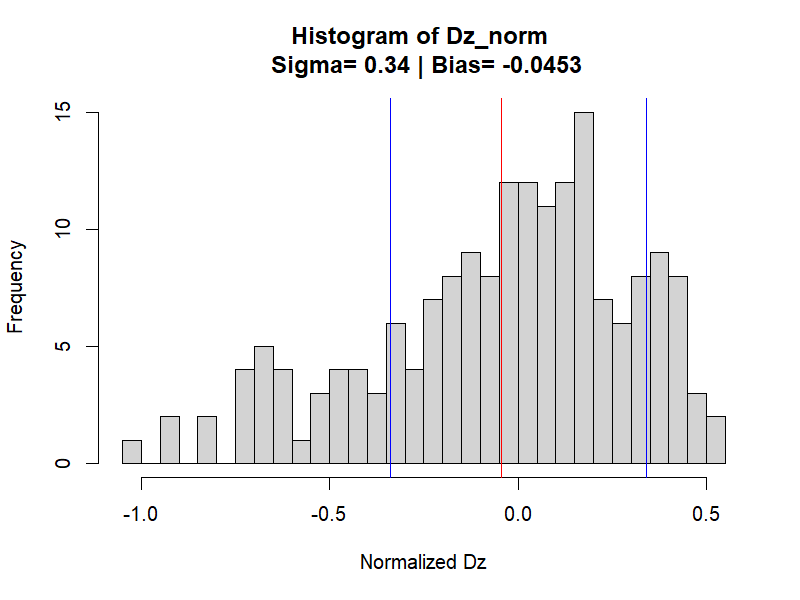 Histogram of Dz_norm
Sigma= 0.34 | Bias= -0.0453
Frequency
15
10
5
0
-1.0 -0.5 0.0 0.5
Normalized Dz